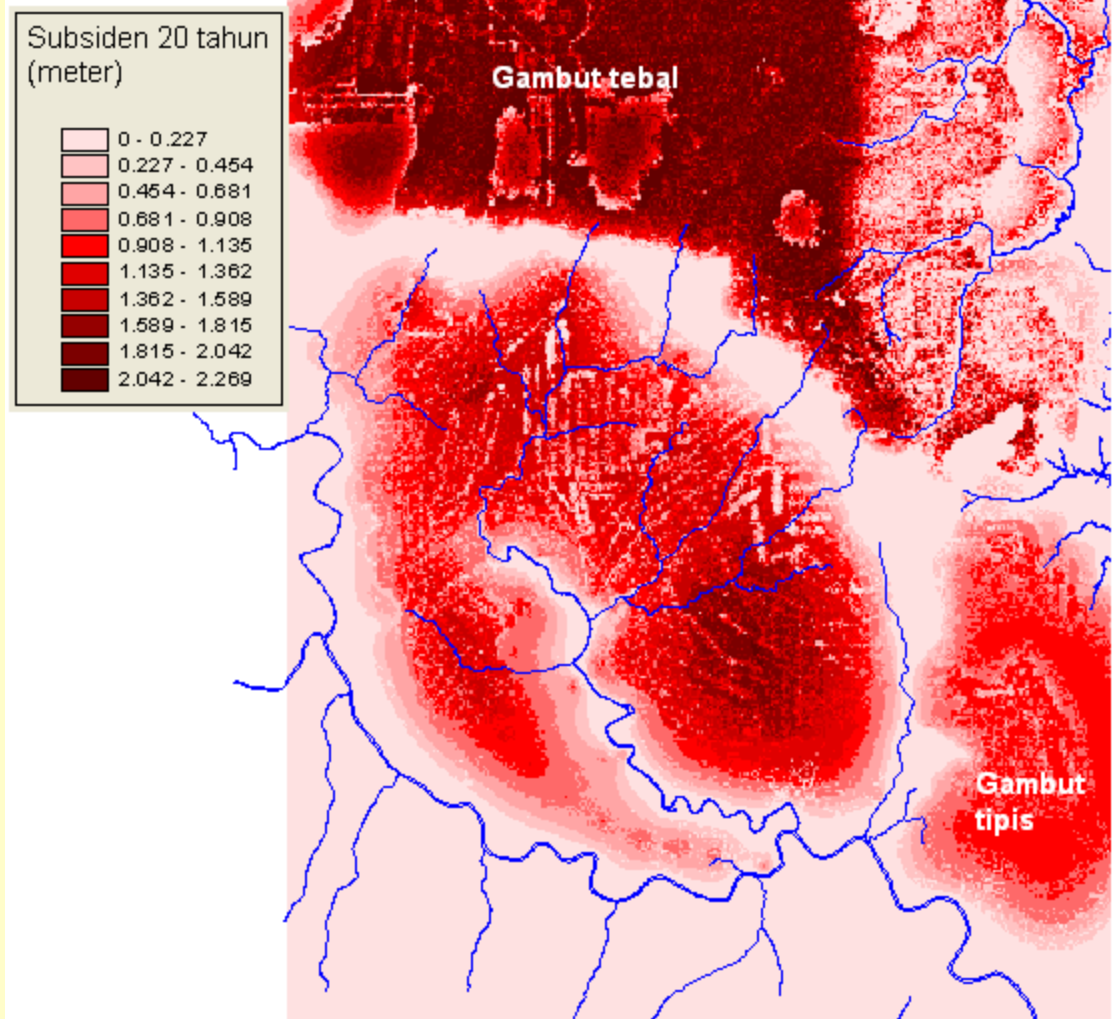 Subsiden 20 tahun
(meter)
0 - 0.227
0.227 - 0.454
0.454 - 0.681
0.681 - 0.908
0.908 - 1.135
1.135 - 1.362
1.362 - 1.589
1.589 - 1.815
1.815 - 2.042
2.042 - 2.269
Gambut tebal
Gambut
tipis